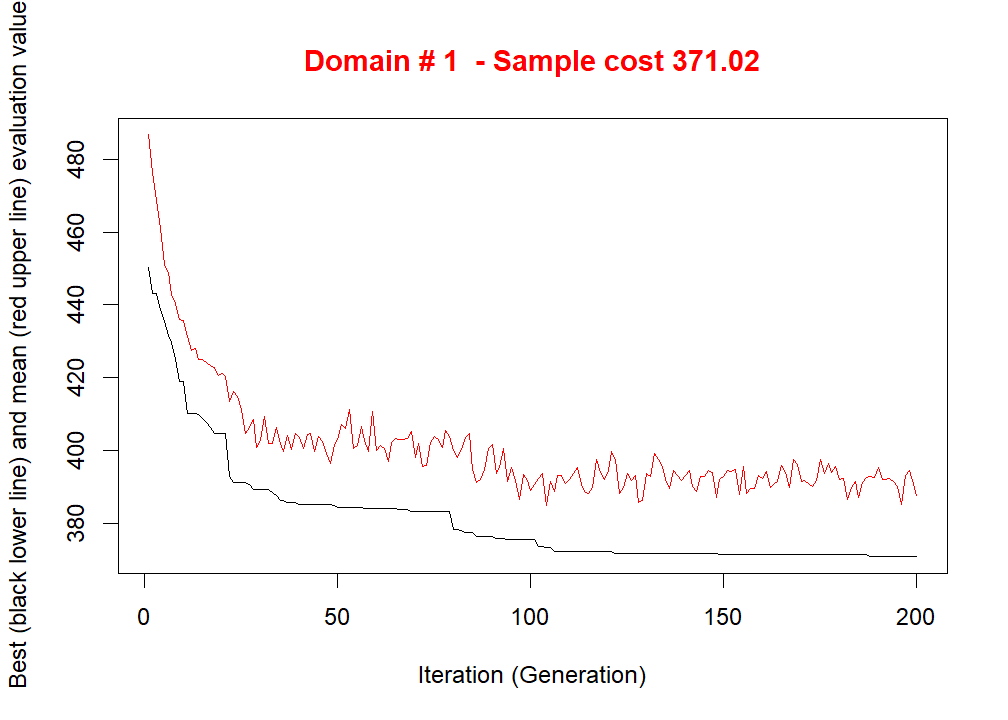 Domain # 1  - Sample cost 371.02
Best (black lower line) and mean (red upper line) evaluation value
480
460
440
420
400
380
0 50 100 150 200
Iteration (Generation)